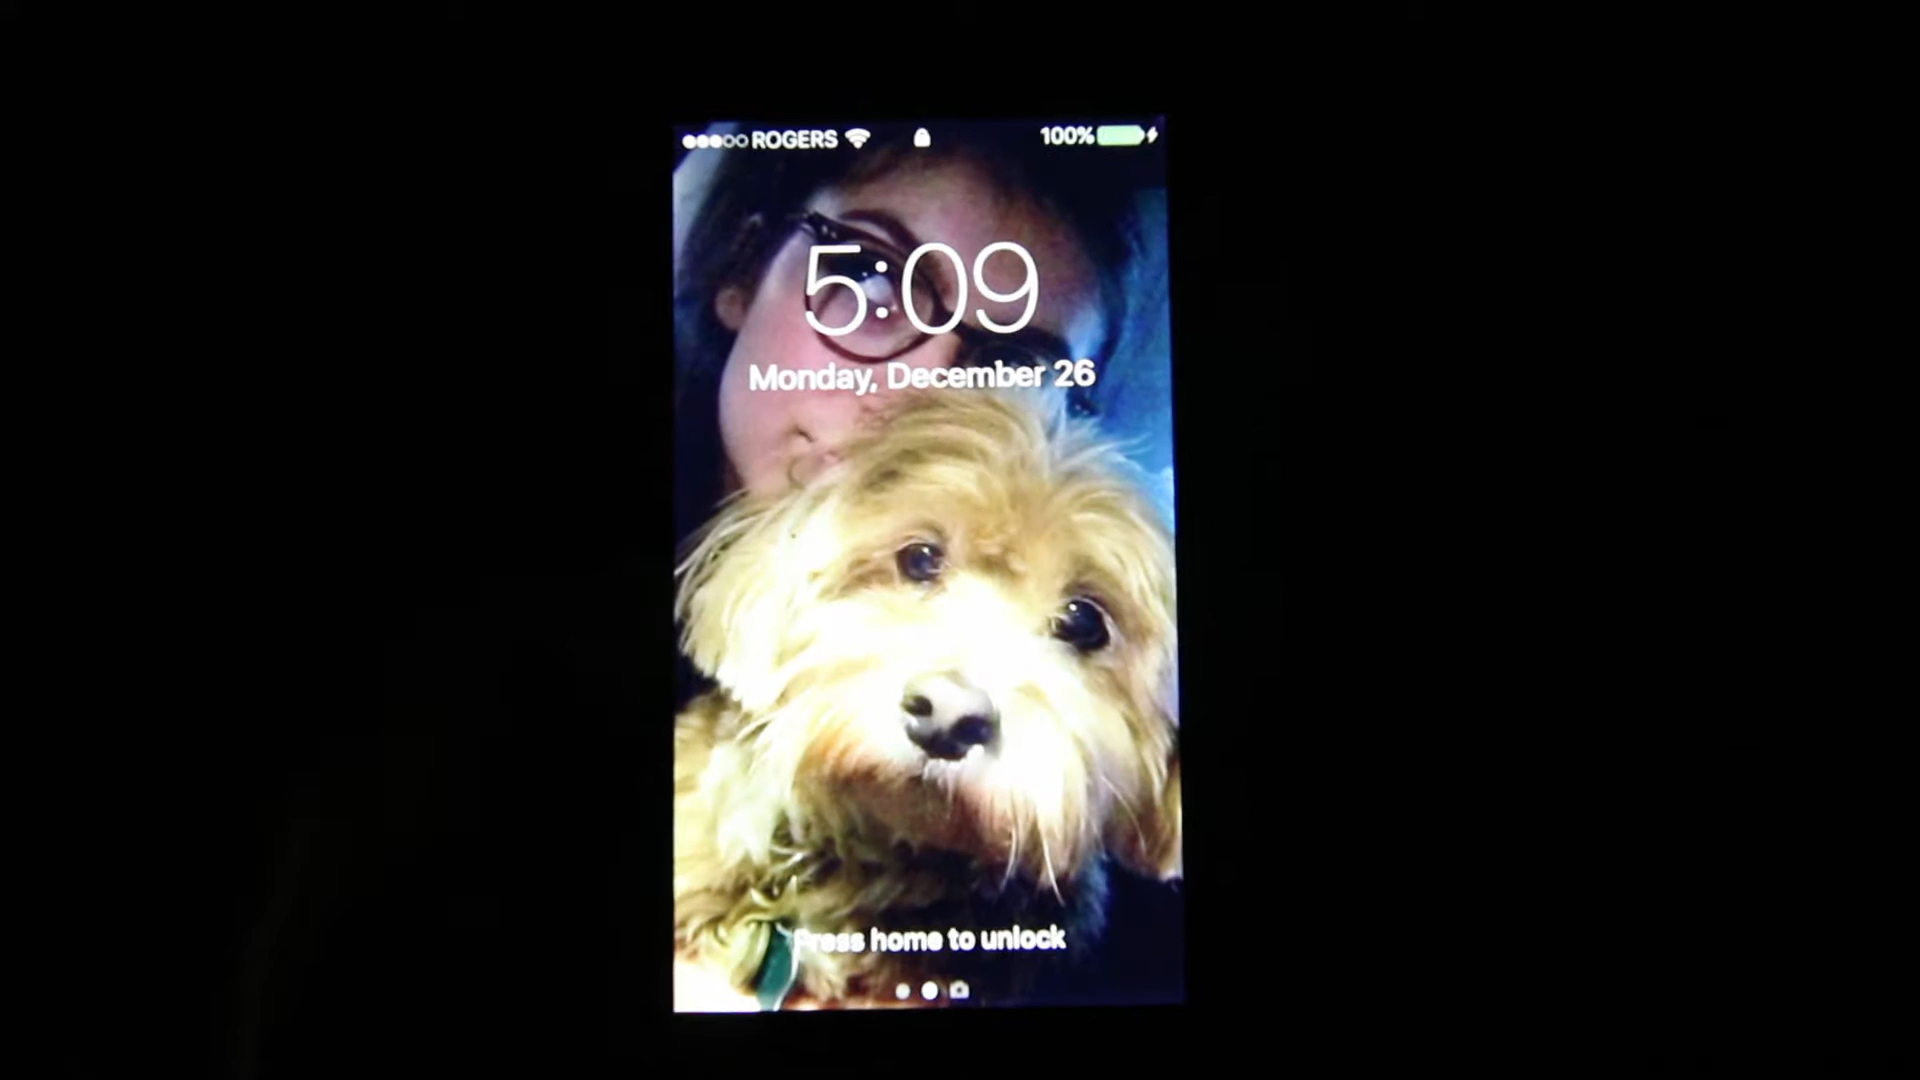 ROGERS 100%
5:09
Monday, December 26
Press home to unlock